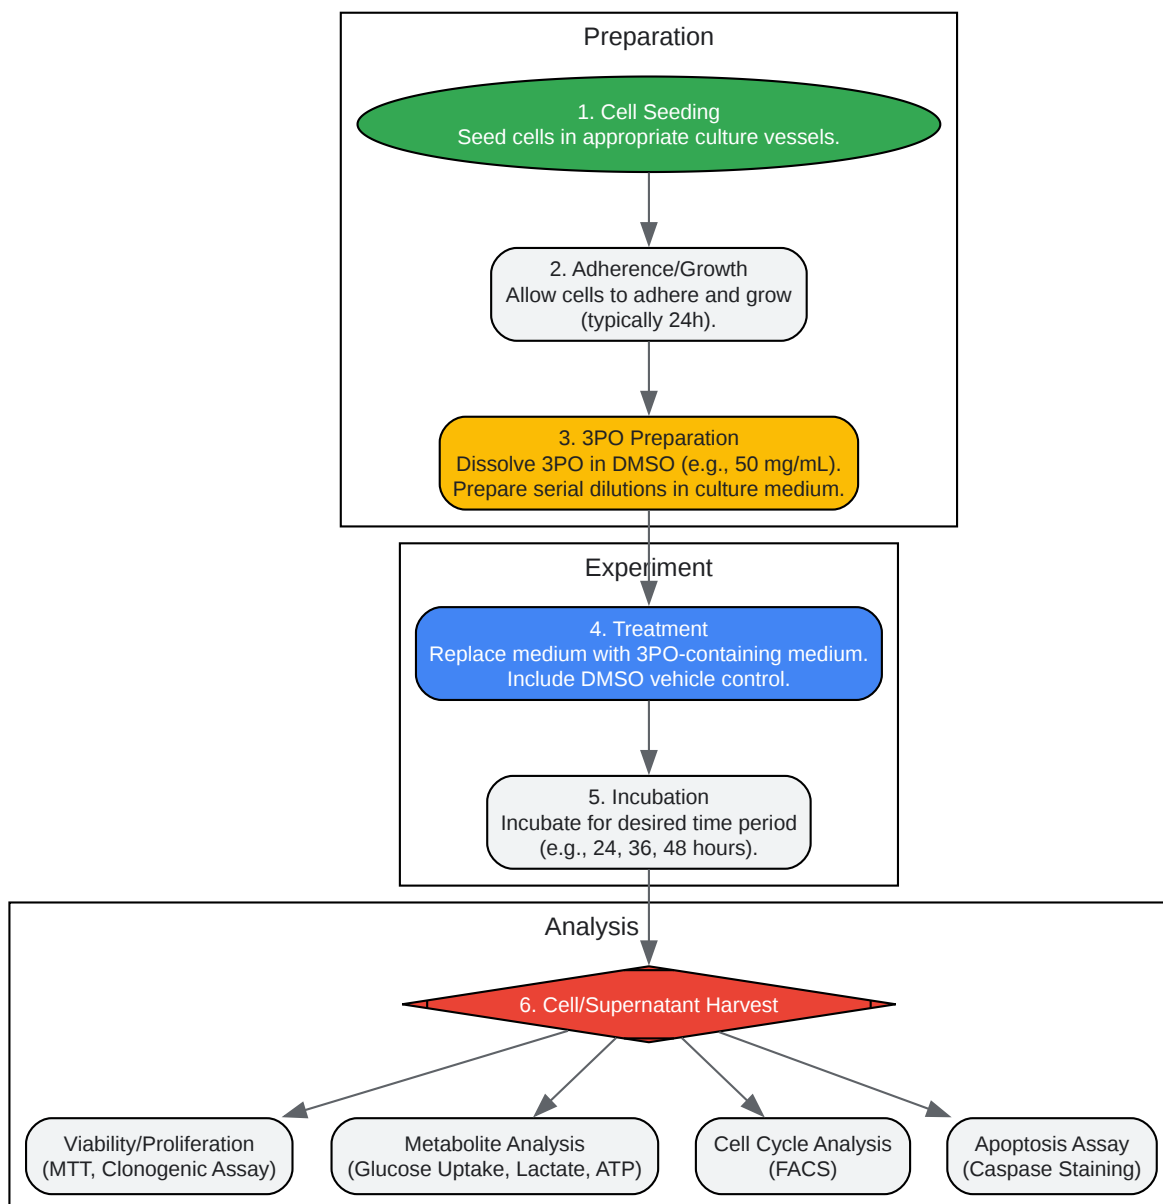 Preparation
1. Cell Seeding
Seed cells in appropriate culture vessels.
2. Adherence/Growth
Allow cells to adhere and grow
(typically 24h).
3. 3PO Preparation
Dissolve 3PO in DMSO (e.g., 50 mg/mL).
Prepare serial dilutions in culture medium.
Experiment
4. Treatment
Replace medium with 3PO-containing medium.
Include DMSO vehicle control.
5. Incubation
Incubate for desired time period
(e.g., 24, 36, 48 hours).
Analysis
6. Cell/Supernatant Harvest
Viability/Proliferation
(MTT, Clonogenic Assay)
Metabolite Analysis
(Glucose Uptake, Lactate, ATP)
Cell Cycle Analysis
(FACS)
Apoptosis Assay
(Caspase Staining)